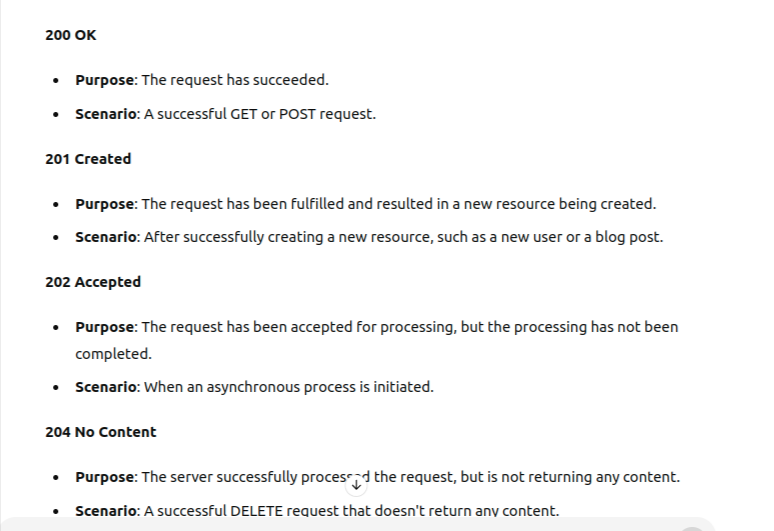 200 OK
• Purpose: The request has succeeded.
• Scenario: A successful GET or POST request.
201 Created
• Purpose: The request has been fulfilled and resulted in a new resource being created.
• Scenario: After successfully creating a new resource, such as a new user or a blog post.
202 Accepted
• Purpose: The request has been accepted for processing, but the processing has not been
completed.
• Scenario: When an asynchronous process is initiated.
204 No Content
• Purpose: The server successfully processed the request, but is not returning any content.
• Scenario: A successful DELETE request that doesn't return any content.